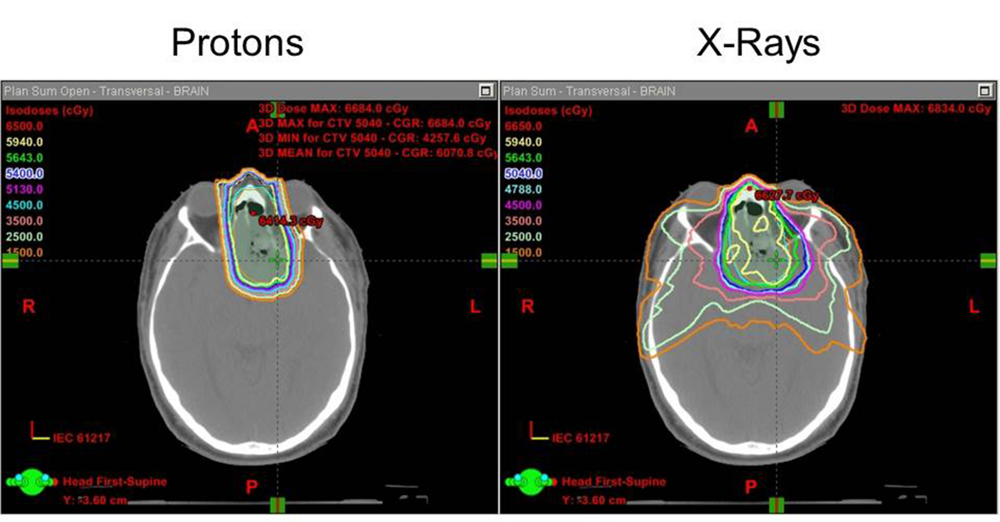 Protons
X-Rays
Plan Sum Open - Transversal - BRAIN
Isodoses (cGy)
6500.0
5940.0
5643.0
5400.0
5130.0
4500.0
3500.0
2500.0
1500.0
3D Dose MAX: 6684.0 cGy
3D MAX for CTV 5040 - CGR: 6684.0 cGy
3D MIN for CTV 5040 - CGR: 4257.6 cGy
3D MEAN for CTV 5040 - CGR: 6070.8 cGy
A
6414.3 cGy
R
L
IEC 61217
Head First-Supine
Y: -3.60 cm
P
Plan Sum - Transversal - BRAIN
Isodoses (cGy)
6650.0
5940.0
5643.0
5040.0
4788.0
4500.0
3500.0
2500.0
1500.0
3D Dose MAX: 6834.0 cGy
A
6627.7 cGy
R
L
IEC 61217
Head First-Supine
Y: -3.60 cm
P